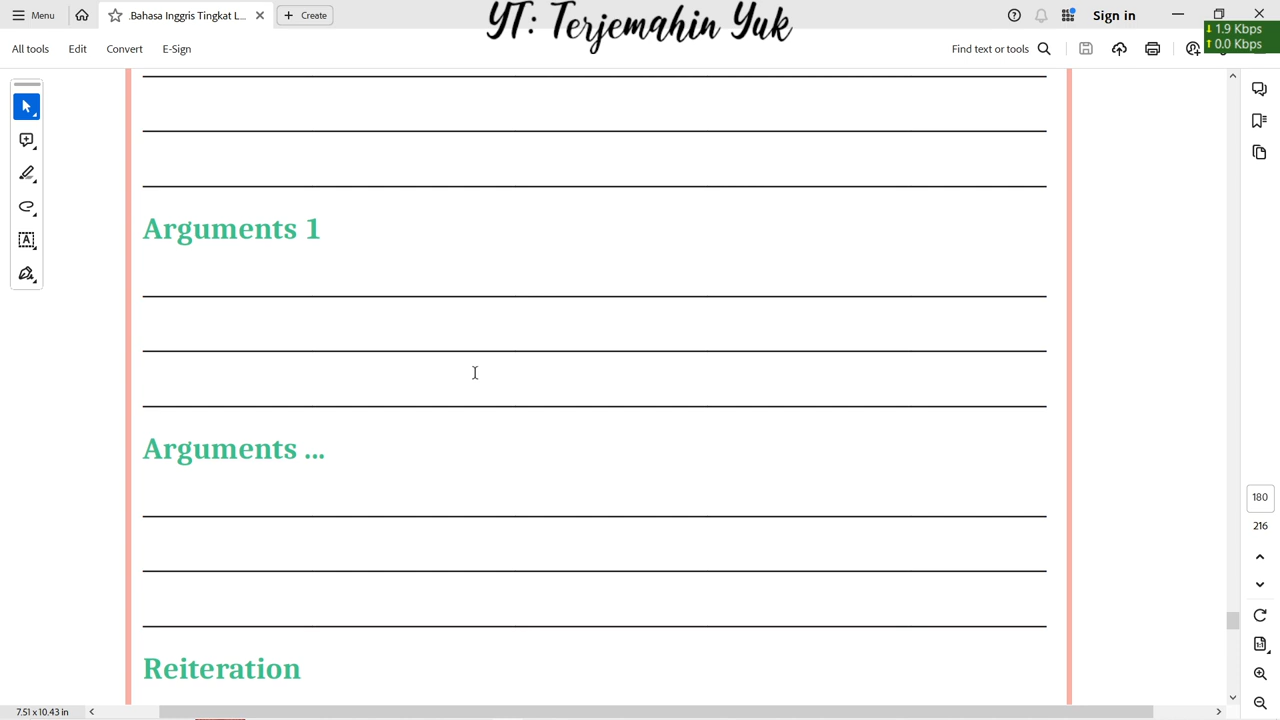 Menu
.Bahasa Inggris Tingkat L...
Create
YT: Terjemahin Yuk
Sign in
1.9 Kbps
0.0 Kbps
All tools
Edit
Convert
E-Sign
Find text or tools
Arguments 1
Arguments ...
Reiteration
180
216
7.51 x 10.43 in